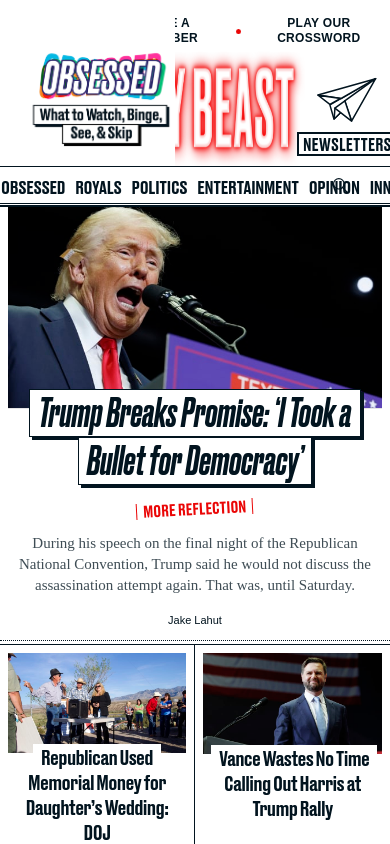 E A
BER
PLAY OUR
CROSSWORD
OBSESSED
What to Watch, Binge,
See, & Skip
Y BEAST
NEWSLETTERS
OBSESSED ROYALS POLITICS ENTERTAINMENT OPINION INN
Trump Breaks Promise: ‘I Took a
Bullet for Democracy’
MORE REFLECTION
During his speech on the final night of the Republican
National Convention, Trump said he would not discuss the
assassination attempt again. That was, until Saturday.
Jake Lahut
Republican Used
Memorial Money for
Daughter’s Wedding:
DOJ
Vance Wastes No Time
Calling Out Harris at
Trump Rally